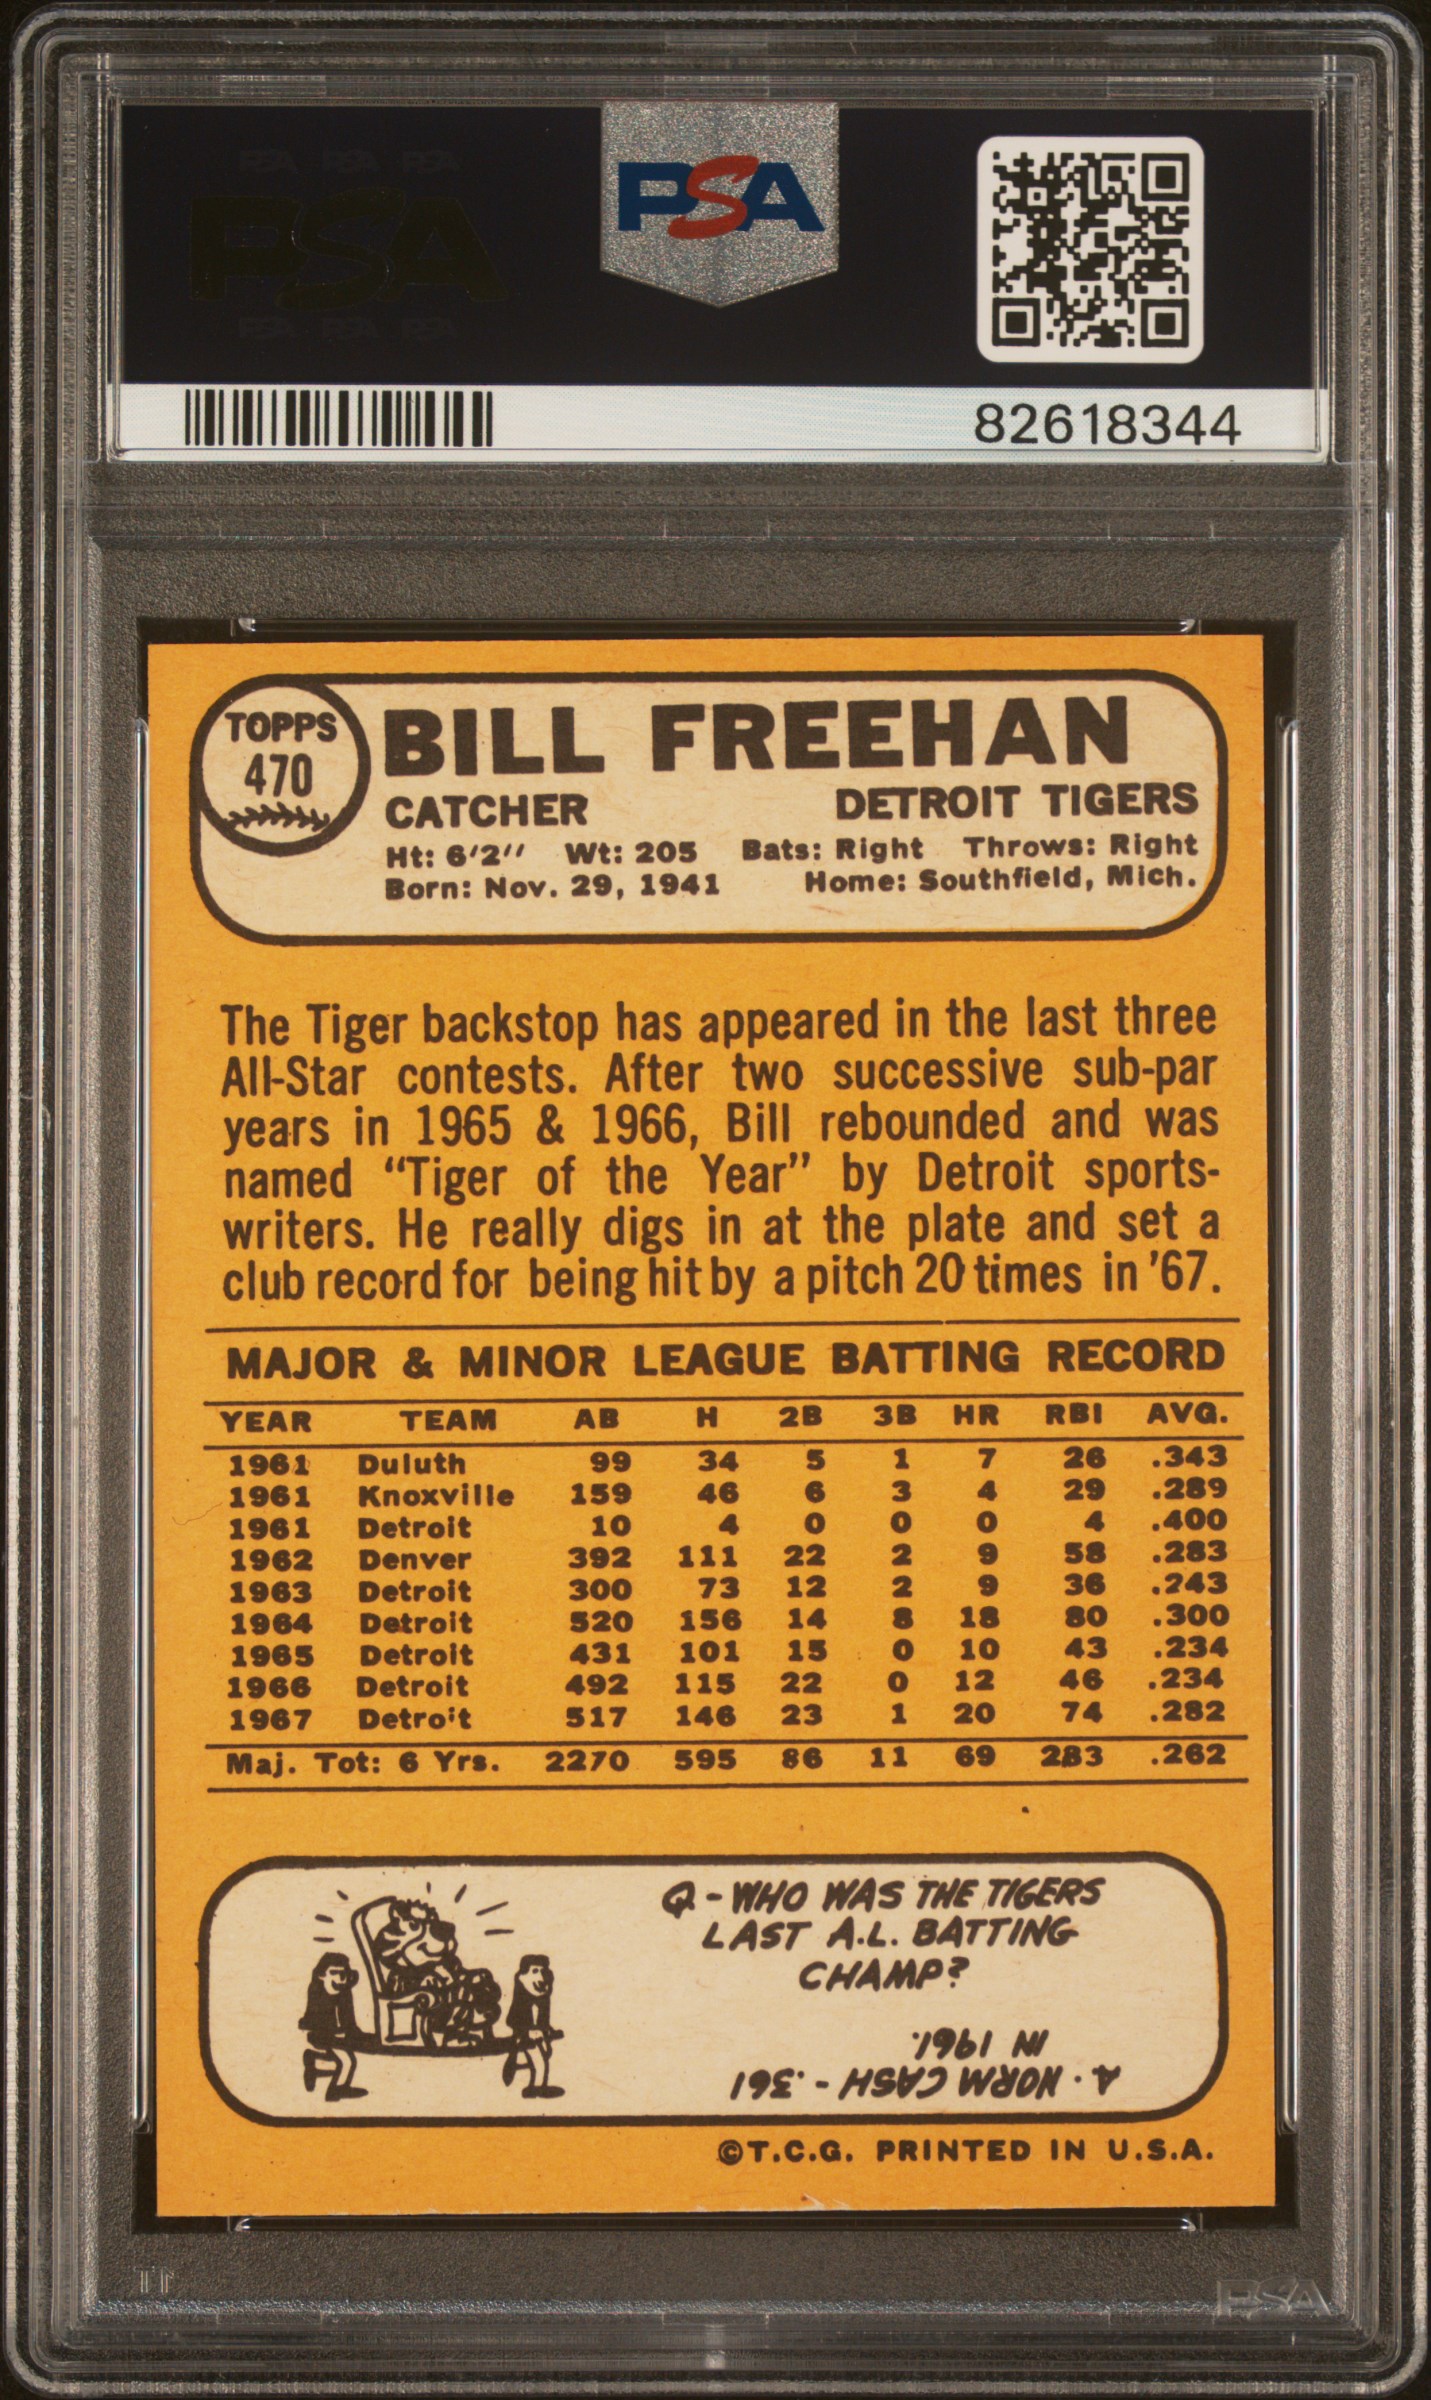 PSA PSA PSA
PSA
PSA PSA PSA
PSA
82618344
TOPPS
470
BILL FREEHAN
CATCHER DETROIT TIGERS
Ht: 6'2'' Wt: 205 Bats: Right Throws: Right
Born: Nov. 29, 1941 Home: Southfield, Mich.
The Tiger backstop has appeared in the last three
All-Star contests. After two successive sub-par
years in 1965 & 1966, Bill rebounded and was
named “Tiger of the Year” by Detroit sports-
writers. He really digs in at the plate and set a
club record for being hit by a pitch 20 times in '67.
MAJOR & MINOR LEAGUE BATTING RECORD
YEAR TEAM AB H 2B 3B HR RBI AVG.
1961 Duluth 99 34 5 1 7 26 .343
1961 Knoxville 159 46 6 3 4 29 .289
1961 Detroit 10 4 0 0 0 4 .400
1962 Denver 392 111 22 2 9 58 .283
1963 Detroit 300 73 12 2 9 36 .243
1964 Detroit 520 156 14 8 18 80 .300
1965 Detroit 431 101 15 0 10 43 .234
1966 Detroit 492 115 22 0 12 46 .234
1967 Detroit 517 146 23 1 20 74 .282
Maj. Tot: 6 Yrs. 2270 595 86 11 69 283 .262
Q - WHO WAS THE TIGERS
LAST A.L. BATTING
CHAMP?
A. NORM CASH - .361
IN 1961.
©T.C.G. PRINTED IN U.S.A.
TT
PSA